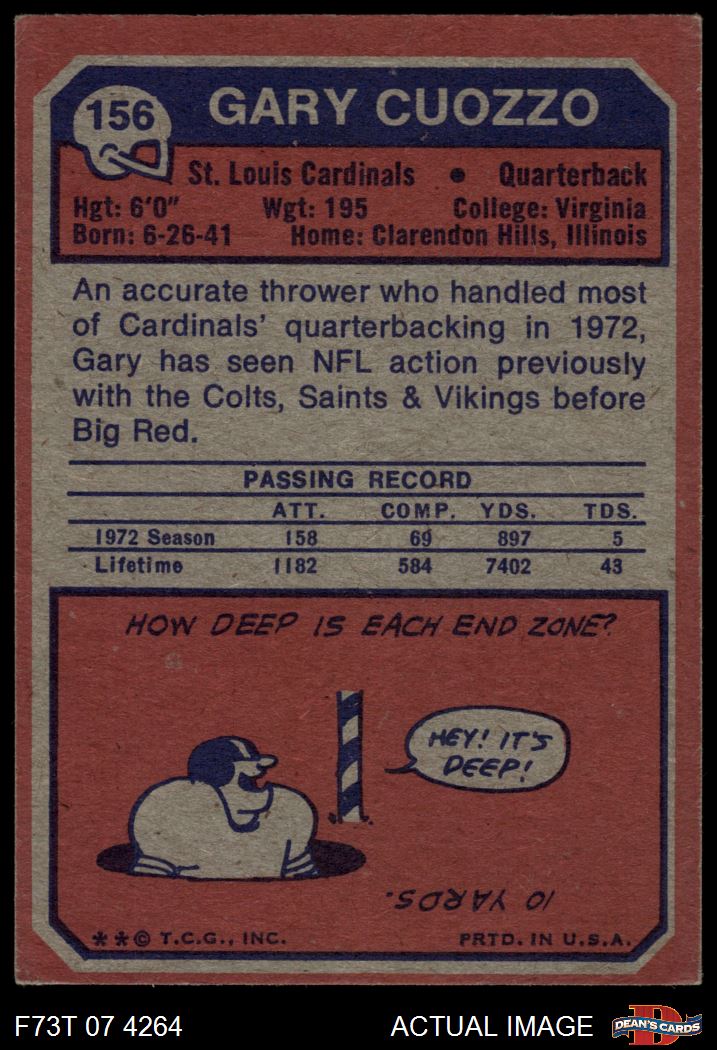 156
GARY CUOZZO
St. Louis Cardinals • Quarterback
Hgt: 6'0" Wgt: 195 College: Virginia
Born: 6-26-41 Home: Clarendon Hills, Illinois
An accurate thrower who handled most
of Cardinals' quarterbacking in 1972,
Gary has seen NFL action previously
with the Colts, Saints & Vikings before
Big Red.
PASSING RECORD
ATT. COMP. YDS. TDS.
1972 Season 158 69 897 5
Lifetime 1182 584 7402 43
HOW DEEP IS EACH END ZONE?
HEY! IT'S
DEEP!
10 YARDS.
**© T.C.G., INC. PRTD. IN U.S.A.
F73T 07 4264 ACTUAL IMAGE D DEAN'S CARDS